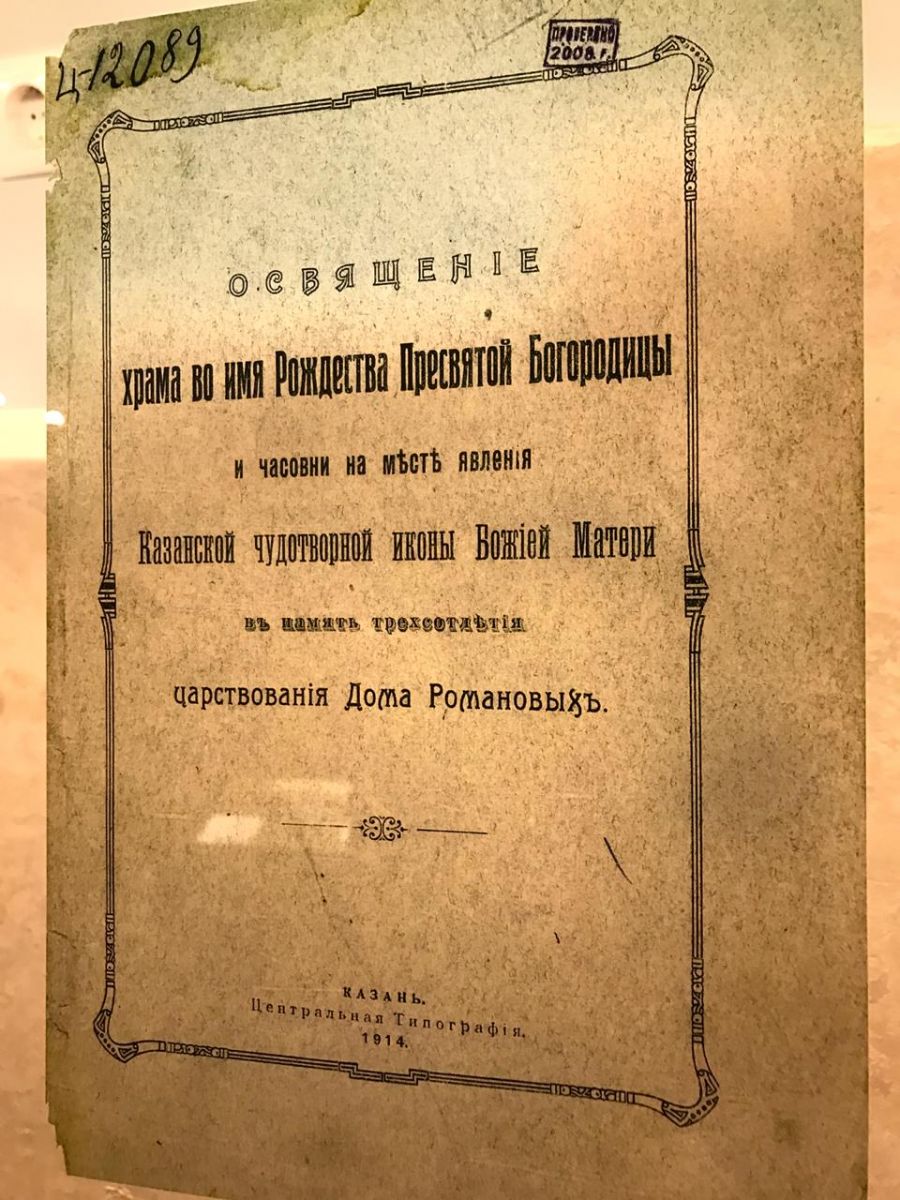 Ц-12089
ПРОВЕРЕНО
2008 г.
ОСВЯЩЕНІЕ
храма во имя Рождества Пресвятой Богородицы
и часовни на мѣстѣ явленія
Казанской чудотворной иконы Божіей Матери
въ память трехсотлѣтія
царствованія Дома Романовыхъ.
КАЗАНЬ.
Центральная Типографія.
1914.